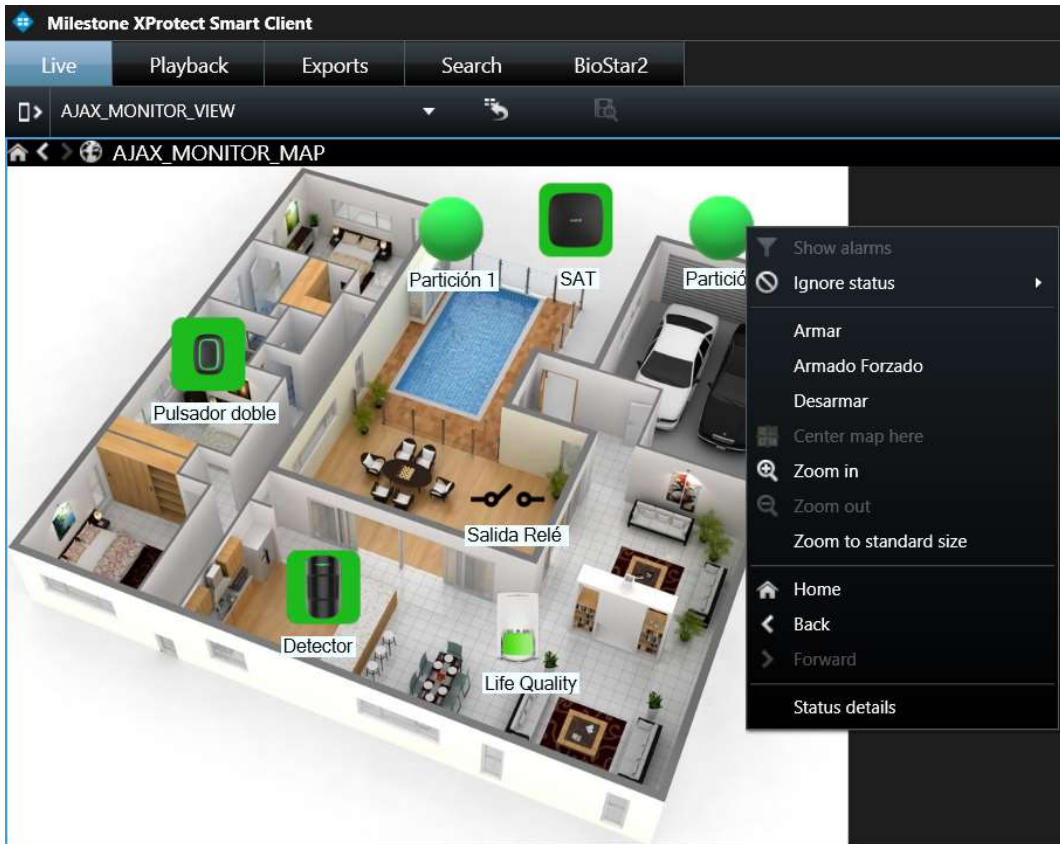 Milestone XProtect Smart Client
Live Playback Exports Search BioStar2
AJAX_MONITOR_VIEW
AJAX_MONITOR_MAP
Partición 1
SAT
Partició
Pulsador doble
Salida Relé
Detector
Life Quality
Show alarms
Ignore status
Armar
Armado Forzado
Desarmar
Center map here
Zoom in
Zoom out
Zoom to standard size
Home
Back
Forward
Status details